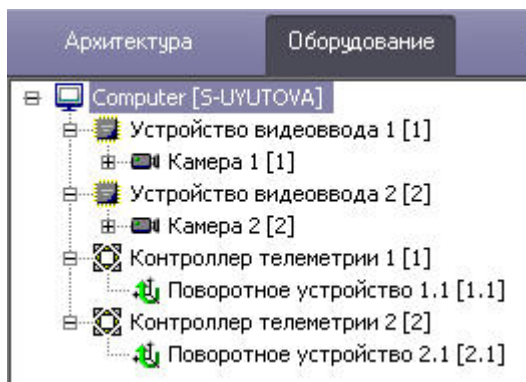 Архитектура Оборудование
Computer [S-UYUTOVA]
Устройство видеоввода 1 [1]
Камера 1 [1]
Устройство видеоввода 2 [2]
Камера 2 [2]
Контроллер телеметрии 1 [1]
Поворотное устройство 1.1 [1.1]
Контроллер телеметрии 2 [2]
Поворотное устройство 2.1 [2.1]